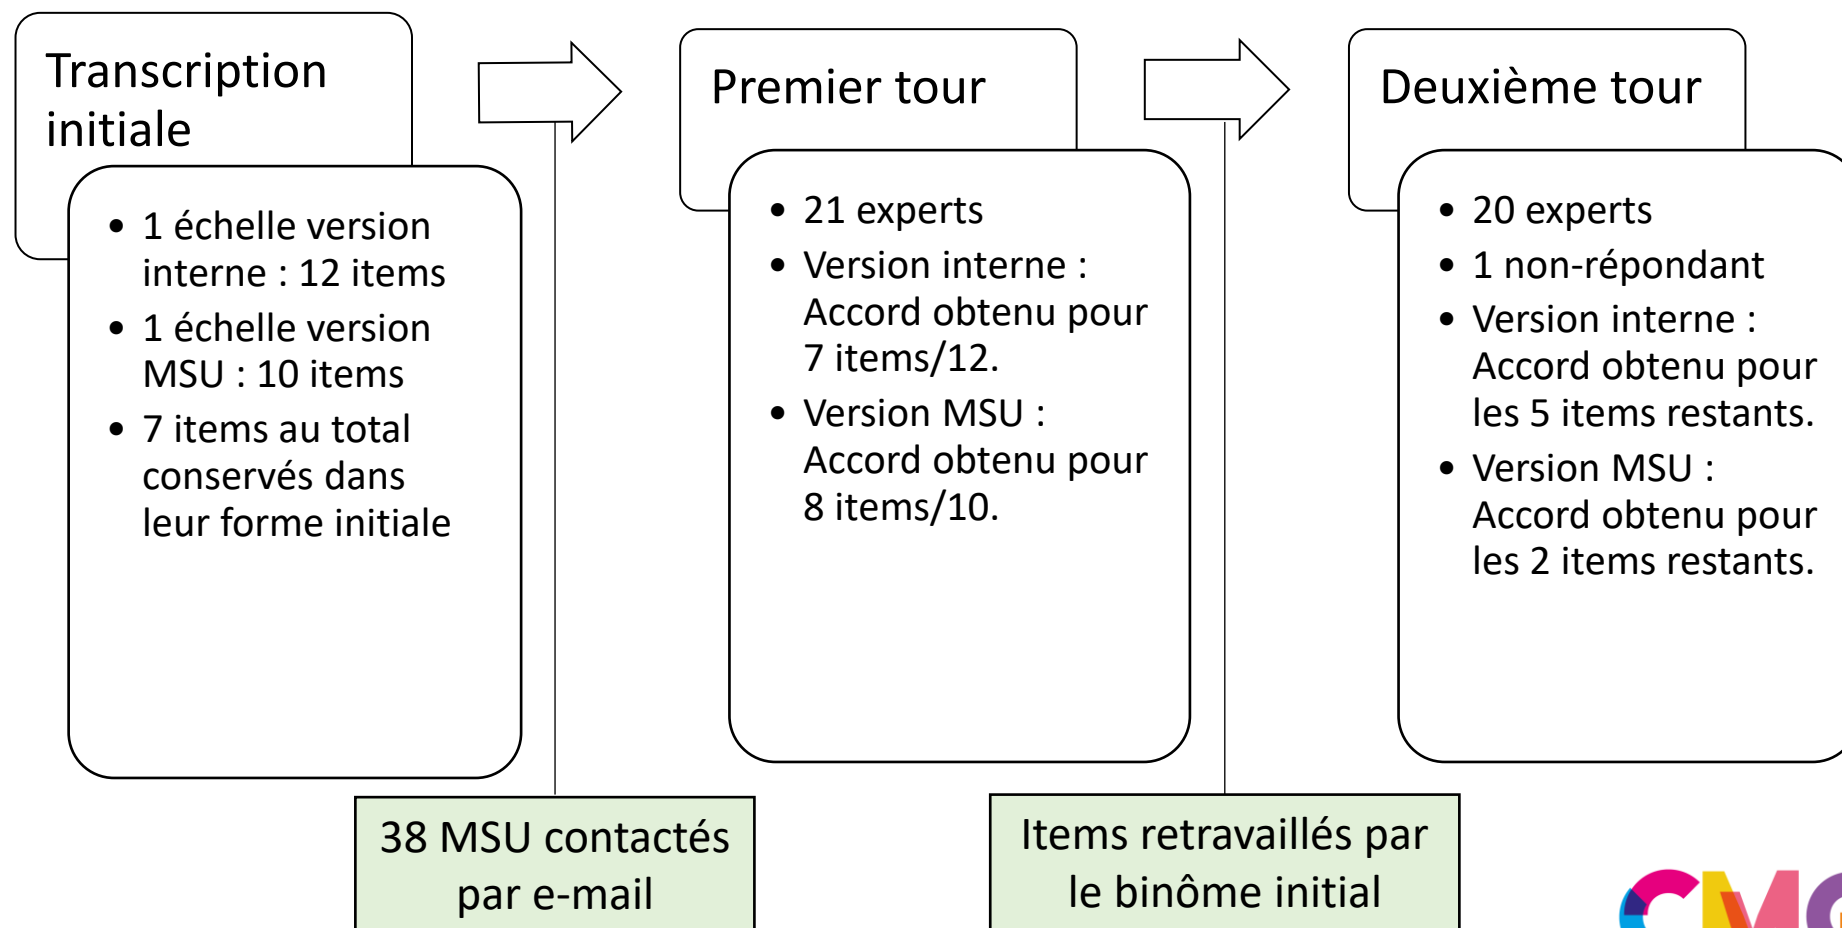 Transcription
initiale
• 1 échelle version
interne : 12 items
• 1 échelle version
MSU : 10 items
• 7 items au total
conservés dans
leur forme initiale
38 MSU contactés
par e-mail
Premier tour
• 21 experts
• Version interne :
Accord obtenu pour
7 items/12.
• Version MSU :
Accord obtenu pour
8 items/10.
Items retravaillés par
le binôme initial
Deuxième tour
• 20 experts
• 1 non-répondant
• Version interne :
Accord obtenu pour
les 5 items restants.
• Version MSU :
Accord obtenu pour
les 2 items restants.